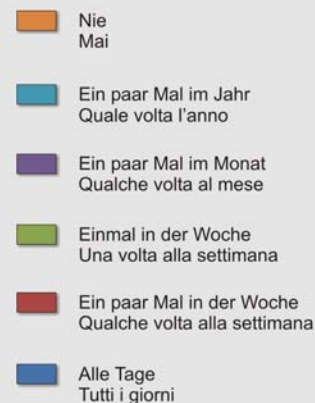 Nie
Mai
Ein paar Mal im Jahr
Quale volta l'anno
Ein paar Mal im Monat
Qualche volta al mese
Einmal in der Woche
Una volta alla settimana
Ein paar Mal in der Woche
Qualche volta alla settimana
Alle Tage
Tutti i giorni